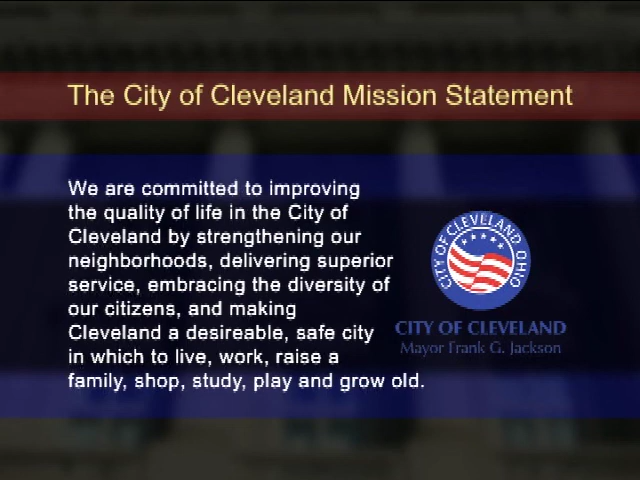 The City of Cleveland Mission Statement
We are committed to improving
the quality of life in the City of
Cleveland by strengthening our
neighborhoods, delivering superior
service, embracing the diversity of
our citizens, and making
Cleveland a desireable, safe city
in which to live, work, raise a
family, shop, study, play and grow old.
CITY OF CLEVELAND, OHIO
CITY OF CLEVELAND
Mayor Frank G. Jackson